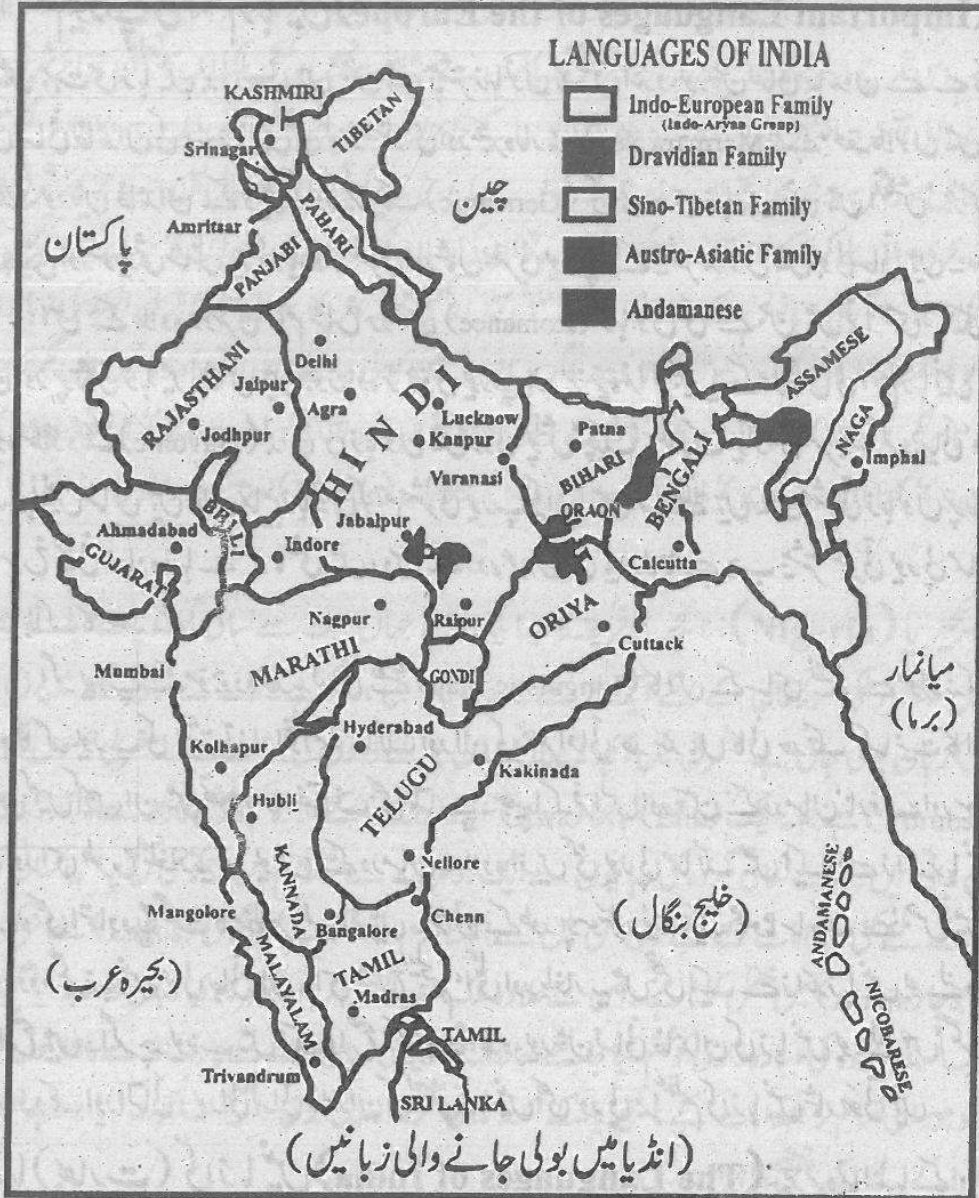 LANGUAGES OF INDIA
Indo-European Family
(Indo-Aryan Group)
Dravidian Family
Sino-Tibetan Family
Austro-Asiatic Family
Andamanese
KASHMIRI
Srinagar
TIBETAN
چین
PAHARI
Amritsar
پاکستان
PANJABI
Delhi
RAJASTHANI
Jaipur
Agra
HINDI
Lucknow
Jodhpur
Kanpur
Varanasi
Patna
BIHARI
ASSAMESE
NAGA
Imphal
BENGALI
ORAON
Ahmadabad
BHILI
Jabalpur
Indore
Calcutta
GUJARATI
Nagpur
Raipur
ORIYA
Cuttack
Mumbai
MARATHI
GONDI
میانمار
(برما)
Hyderabad
Kolhapur
TELUGU
Kakinada
Hubli
Nellore
KANNADA
Mangolore
Bangalore
Chenn
(خلیج بنگال)
ANDAMANESE
(بحیرہ عرب)
MALAYALAM
TAMIL
Madras
NICOBARESE
TAMIL
Trivandrum
SRI LANKA
(انڈیا میں بولی جانے والی زبانیں)